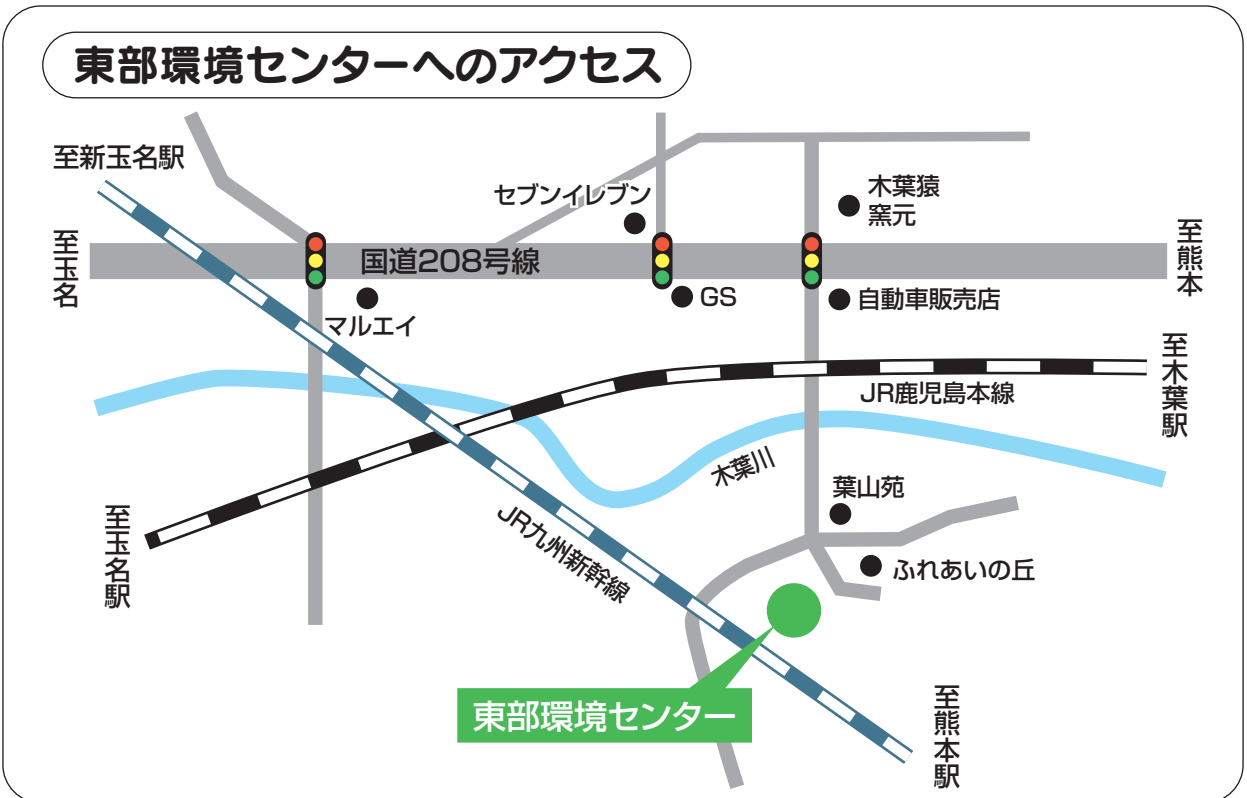 東部環境センターへのアクセス
至新玉名駅
セブンイレブン
木葉猿
窯元
至玉名
国道208号線
至熊本
マルエイ
GS
自動車販売店
至木葉駅
JR鹿児島本線
木葉川
葉山苑
至玉名駅
JR九州新幹線
ふれあいの丘
東部環境センター
至熊本駅